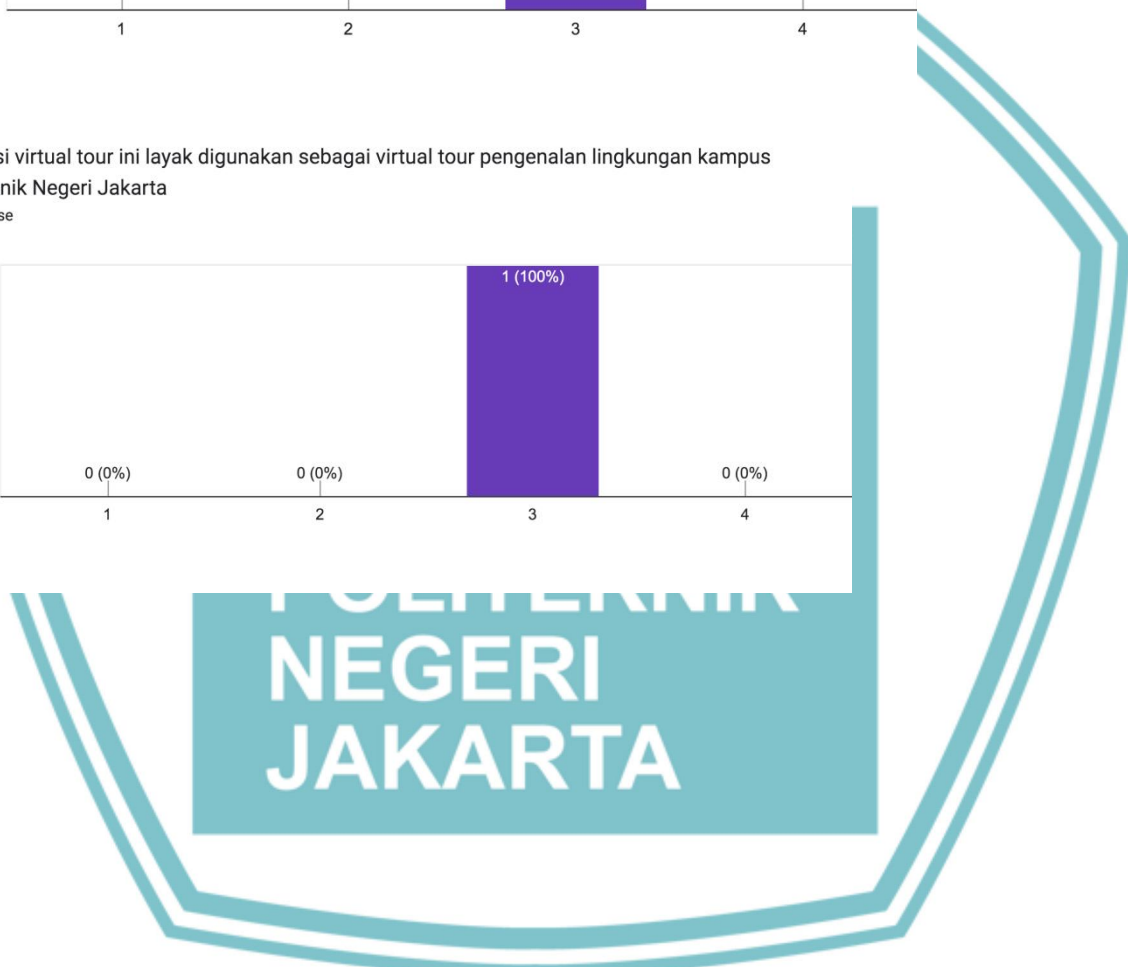 1 2 3 4
si virtual tour ini layak digunakan sebagai virtual tour pengenalan lingkungan kampus
nik Negeri Jakarta
se
1 (100%)
0 (0%) 0 (0%) 0 (0%)
1 2 3 4
POLITEKNIK
NEGERI
JAKARTA